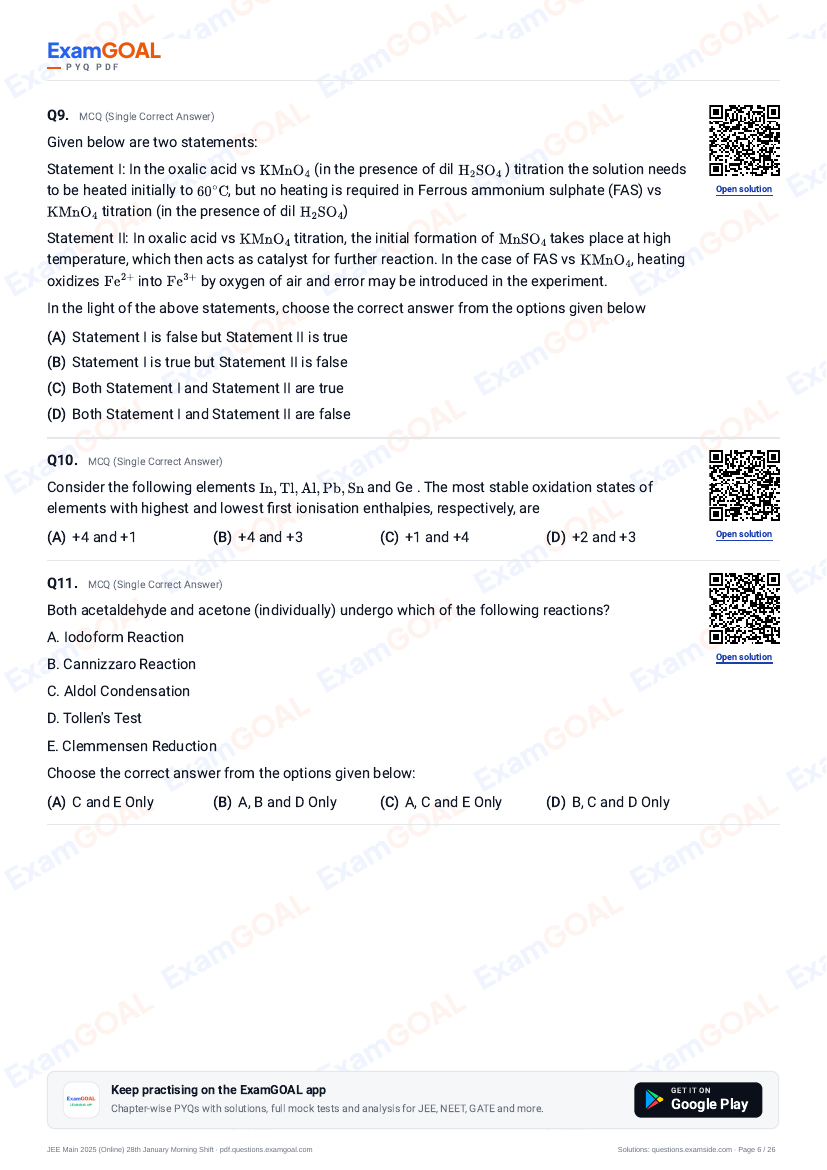 ExamGOAL
PYQ PDF
Q9. MCQ (Single Correct Answer)
Given below are two statements:
Statement I: In the oxalic acid vs KMnO₄ (in the presence of dil H₂SO₄ ) titration the solution needs
to be heated initially to 60°C, but no heating is required in Ferrous ammonium sulphate (FAS) vs
KMnO₄ titration (in the presence of dil H₂SO₄)
Statement II: In oxalic acid vs KMnO₄ titration, the initial formation of MnSO₄ takes place at high
temperature, which then acts as catalyst for further reaction. In the case of FAS vs KMnO₄, heating
oxidizes Fe²⁺ into Fe³⁺ by oxygen of air and error may be introduced in the experiment.
In the light of the above statements, choose the correct answer from the options given below
(A) Statement I is false but Statement II is true
(B) Statement I is true but Statement II is false
(C) Both Statement I and Statement II are true
(D) Both Statement I and Statement II are false
Open solution
Q10. MCQ (Single Correct Answer)
Consider the following elements In, Tl, Al, Pb, Sn and Ge . The most stable oxidation states of
elements with highest and lowest first ionisation enthalpies, respectively, are
(A) +4 and +1 (B) +4 and +3 (C) +1 and +4 (D) +2 and +3
Open solution
Q11. MCQ (Single Correct Answer)
Both acetaldehyde and acetone (individually) undergo which of the following reactions?
A. Iodoform Reaction
B. Cannizzaro Reaction
C. Aldol Condensation
D. Tollen's Test
E. Clemmensen Reduction
Choose the correct answer from the options given below:
(A) C and E Only (B) A, B and D Only (C) A, C and E Only (D) B, C and D Only
Open solution
ExamGOAL
Keep practising on the ExamGOAL app
Chapter-wise PYQs with solutions, full mock tests and analysis for JEE, NEET, GATE and more.
GET IT ON
Google Play
JEE Main 2025 (Online) 28th January Morning Shift · pdf.questions.examgoal.com
Solutions: questions.examside.com · Page 6 / 26